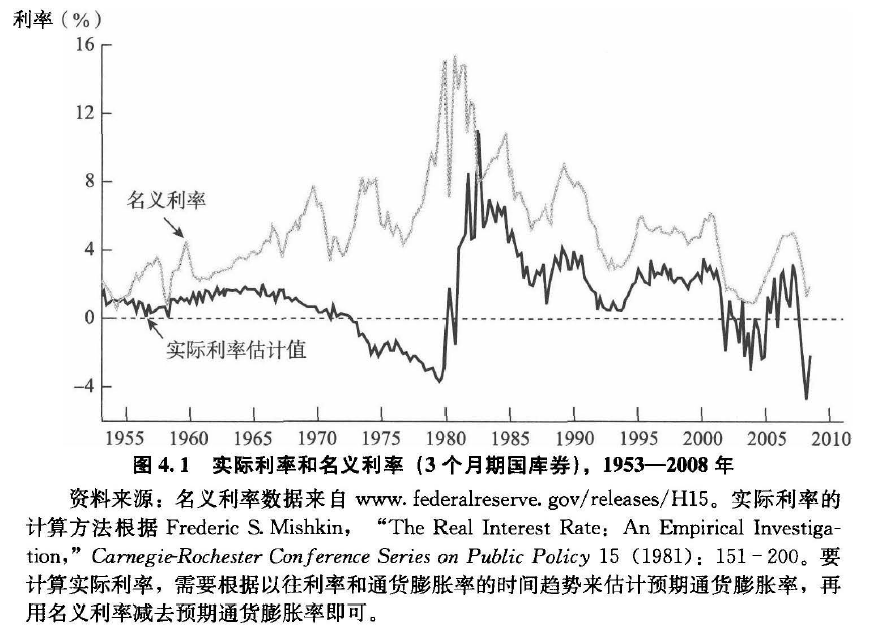 利率（%）
16
12
8
名义利率
4
0
实际利率估计值
-4
1955 1960 1965 1970 1975 1980 1985 1990 1995 2000 2005 2010
图 4.1 实际利率和名义利率（3 个月期国库券），1953—2008 年
资料来源：名义利率数据来自 www. federalreserve. gov/releases/H15。实际利率的
计算方法根据 Frederic S. Mishkin， “The Real Interest Rate：An Empirical Investiga-
tion,” Carnegie-Rochester Conference Series on Public Policy 15 (1981)：151－200。要
计算实际利率，需要根据以往利率和通货膨胀率的时间趋势来估计预期通货膨胀率，再
用名义利率减去预期通货膨胀率即可。